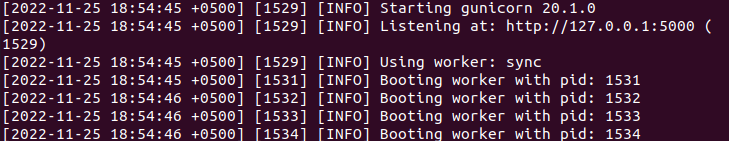 [2022-11-25 18:54:45 +0500] [1529] [INFO] Starting gunicorn 20.1.0
[2022-11-25 18:54:45 +0500] [1529] [INFO] Listening at: http://127.0.0.1:5000 (
1529)
[2022-11-25 18:54:45 +0500] [1529] [INFO] Using worker: sync
[2022-11-25 18:54:45 +0500] [1531] [INFO] Booting worker with pid: 1531
[2022-11-25 18:54:46 +0500] [1532] [INFO] Booting worker with pid: 1532
[2022-11-25 18:54:46 +0500] [1533] [INFO] Booting worker with pid: 1533
[2022-11-25 18:54:46 +0500] [1534] [INFO] Booting worker with pid: 1534